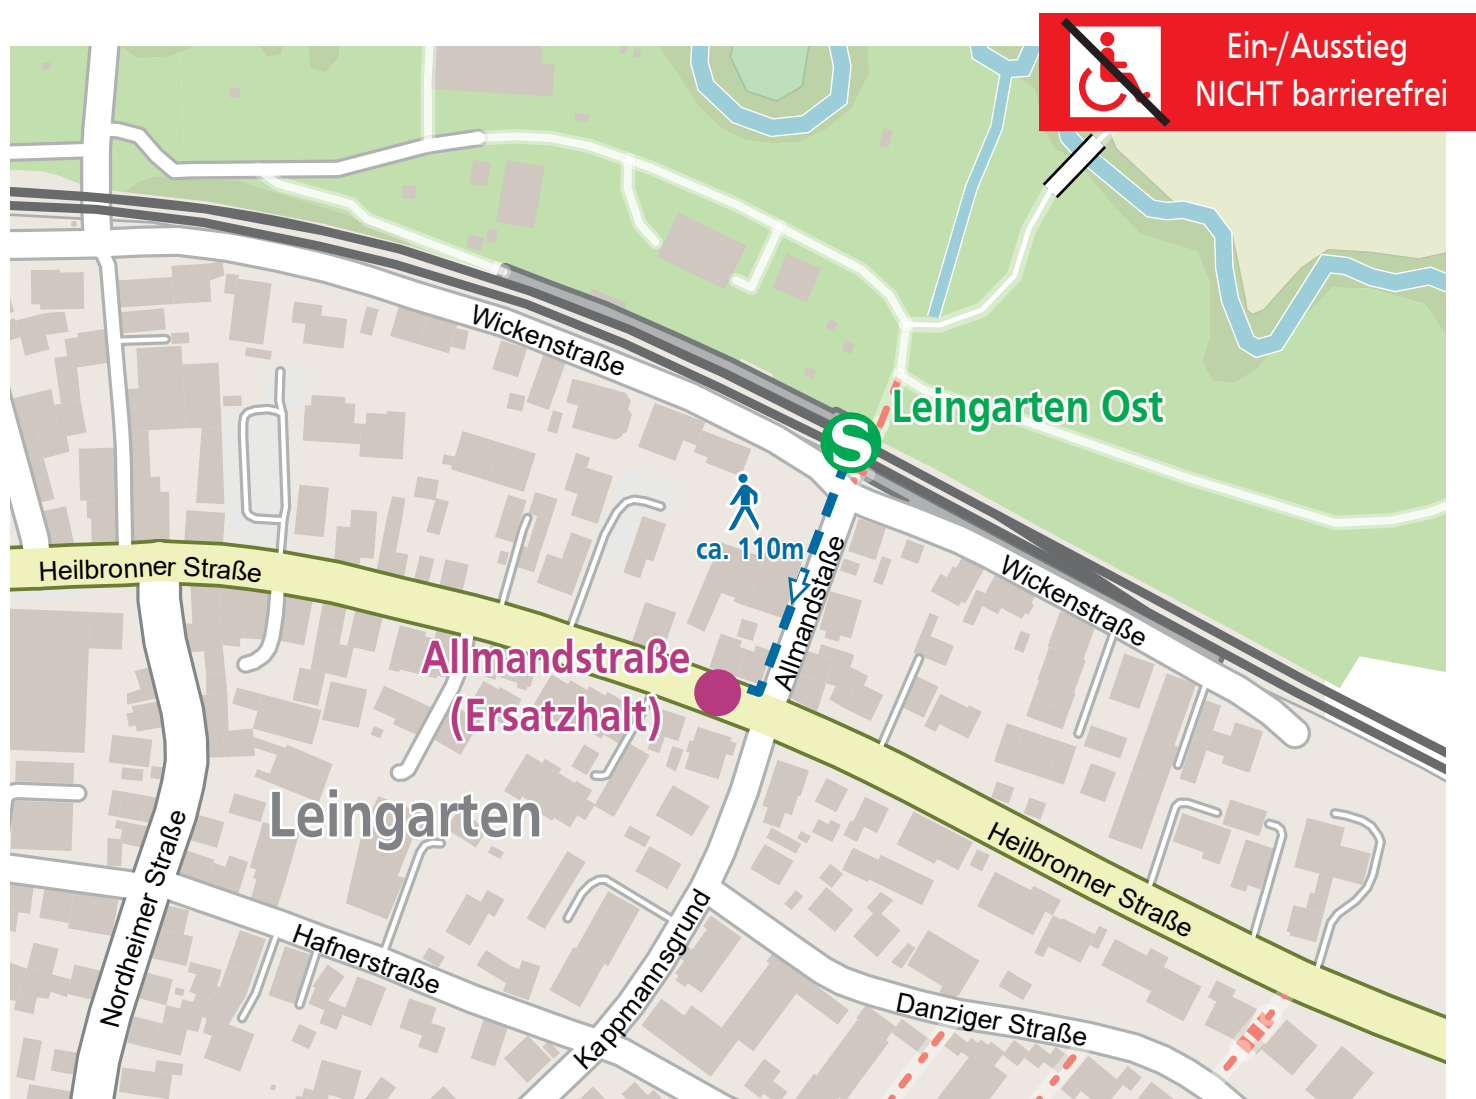 Ein-/Ausstieg
NICHT barrierefrei
Wickenstraße
Leingarten Ost
S
ca. 110m
Allmandstaße
Wickenstraße
Heilbronner Straße
Allmandstraße
(Ersatzhalt)
Leingarten
Heilbronner Straße
Nordheimer Straße
Hafnerstraße
Kappmannsgrund
Danziger Straße